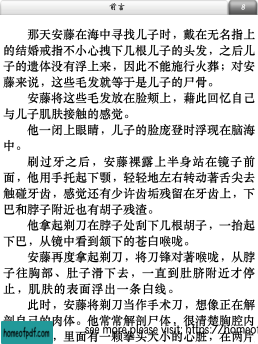 前言
8
那天安藤在海中寻找儿子时，戴在无名指上
的结婚戒指不小心拽下几根儿子的头发，之后儿
子的遗体没有浮上来，因此不能施行火葬；对安
藤来说，这些毛发就等于是儿子的尸骨。
安藤将这些毛发放在脸颊上，藉此回忆自己
与儿子肌肤接触的感觉。
他一闭上眼睛，儿子的脸庞登时浮现在脑海
中。
刷过牙之后，安藤裸露上半身站在镜子前
面，他用手托起下颚，轻轻地左右转动著舌尖去
触碰牙齿，感觉还有少许齿垢残留在牙齿上，下
巴和脖子附近也有胡子残渣。
他拿起剃刀在脖子处刮下几根胡子，一抬起
下巴，从镜中看到颌下的苍白喉咙。
安藤再度拿起剃刀，将刀锋对著喉咙，从脖
子往胸部、肚子滑下去，一直到肚脐附近才停
止，肌肤的表面浮出一条白线。
此时，安藤将剃刀当作手术刀，想像正在解
剖自己的肉体。他常常解剖尸体，很清楚胸腔内
里面有一颗拳头大小的心脏，在两片
homeofpdf.com
see more please visit: https://homeof